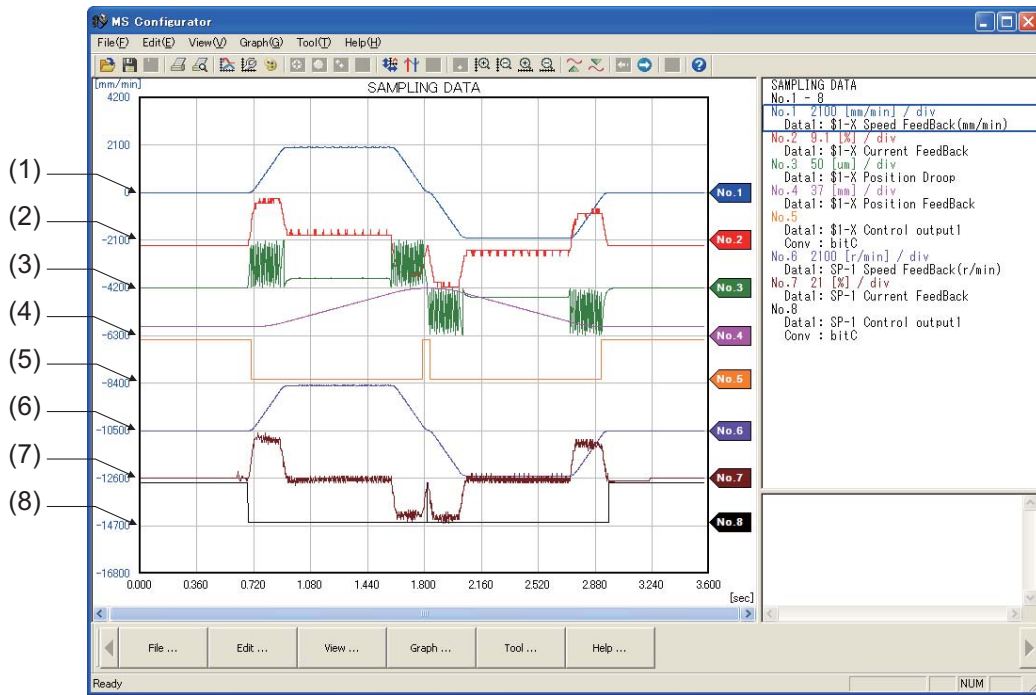 MS Configurator
File(F) Edit(E) View(V) Graph(G) Tool(T) Help(H)
[mm/min]
SAMPLING DATA
4200
2100
(1)
0
No.1
(2)
-2100
No.2
(3)
-4200
No.3
(4)
-6300
No.4
(5)
-8400
No.5
(6)
-10500
No.6
(7)
-12600
No.7
(8)
-14700
No.8
-16800
0.000 0.360 0.720 1.080 1.440 1.800 2.160 2.520 2.880 3.240 3.600
[sec]
SAMPLING DATA
No.1 - 8
No.1 2100 [mm/min] / div
Data1: $1-X Speed FeedBack(mm/min)
No.2 9.1 [%] / div
Data1: $1-X Current FeedBack
No.3 50 [um] / div
Data1: $1-X Position Droop
No.4 37 [mm] / div
Data1: $1-X Position FeedBack
No.5
Data1: $1-X Control output1
Conv : bitC
No.6 2100 [r/min] / div
Data1: SP-1 Speed FeedBack(r/min)
No.7 21 [%] / div
Data1: SP-1 Current FeedBack
No.8
Data1: SP-1 Control output1
Conv : bitC
File ... Edit ... View ... Graph ... Tool ... Help ...
Ready
NUM